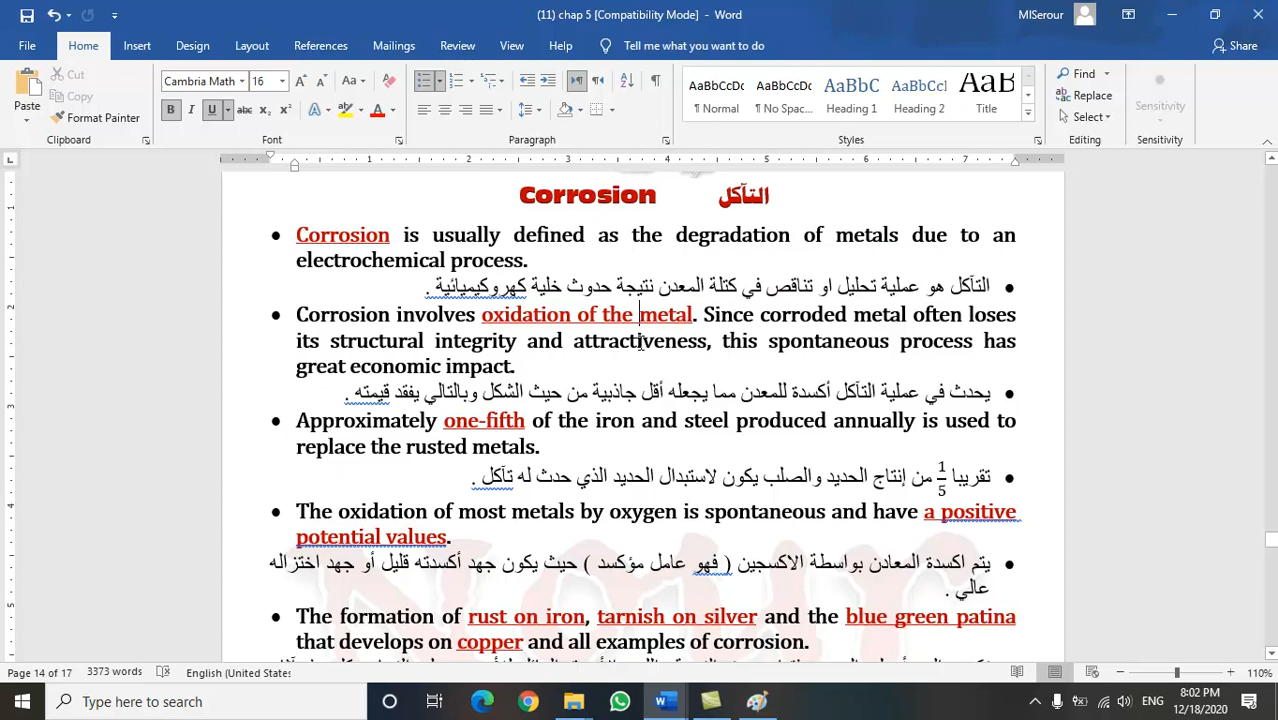 (11) chap 5 [Compatibility Mode] - Word
MISerour
File Home Insert Design Layout References Mailings Review View Help Tell me what you want to do Share
Paste Cut Copy Format Painter Clipboard
Cambria Math 16 Font
Paragraph
AaBbCcDc AaBbCcDc AaBbC AaBbCcI AaB
¶ Normal ¶ No Spac... Heading 1 Heading 2 Title
Styles
Find Replace Select Editing
Sensitivity Sensitivity
1 2 3 4 5 6 7
Corrosion التآكل
• Corrosion is usually defined as the degradation of metals due to an
electrochemical process.
• التآكل هو عملية تحليل او تناقص في كتلة المعدن نتيجة حدوث خلية كهروكيميائية .
• Corrosion involves oxidation of the metal. Since corroded metal often loses
its structural integrity and attractiveness, this spontaneous process has
great economic impact.
• يحدث في عملية التآكل أكسدة للمعدن مما يجعله أقل جاذبية من حيث الشكل وبالتالي يفقد قيمته .
• Approximately one-fifth of the iron and steel produced annually is used to
replace the rusted metals.
• تقريبا 1/5 من إنتاج الحديد والصلب يكون لاستبدال الحديد الذي حدث له تآكل .
• The oxidation of most metals by oxygen is spontaneous and have a positive
potential values.
• يتم اكسدة المعادن بواسطة الاكسجين ( فهو عامل مؤكسد ) حيث يكون جهد أكسدته قليل أو جهد اختزاله
عالي .
• The formation of rust on iron, tarnish on silver and the blue green patina
that develops on copper and all examples of corrosion.
Page 14 of 17 3373 words English (United States 110%
Type here to search ENG 8:02 PM
12/18/2020